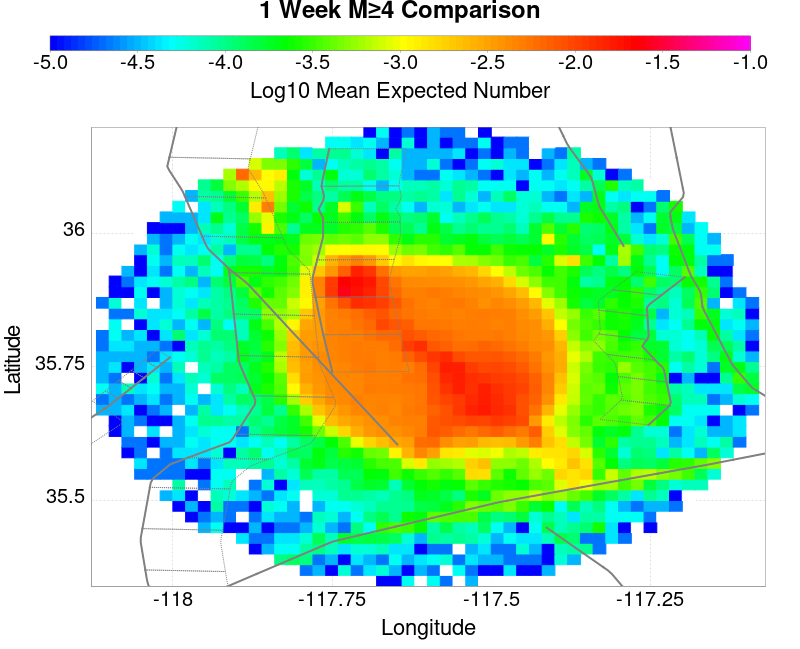 1 Week M≥4 Comparison
-5.0 -4.5 -4.0 -3.5 -3.0 -2.5 -2.0 -1.5 -1.0
Log10 Mean Expected Number
36
35.75
35.5
Latitude
-118 -117.75 -117.5 -117.25
Longitude